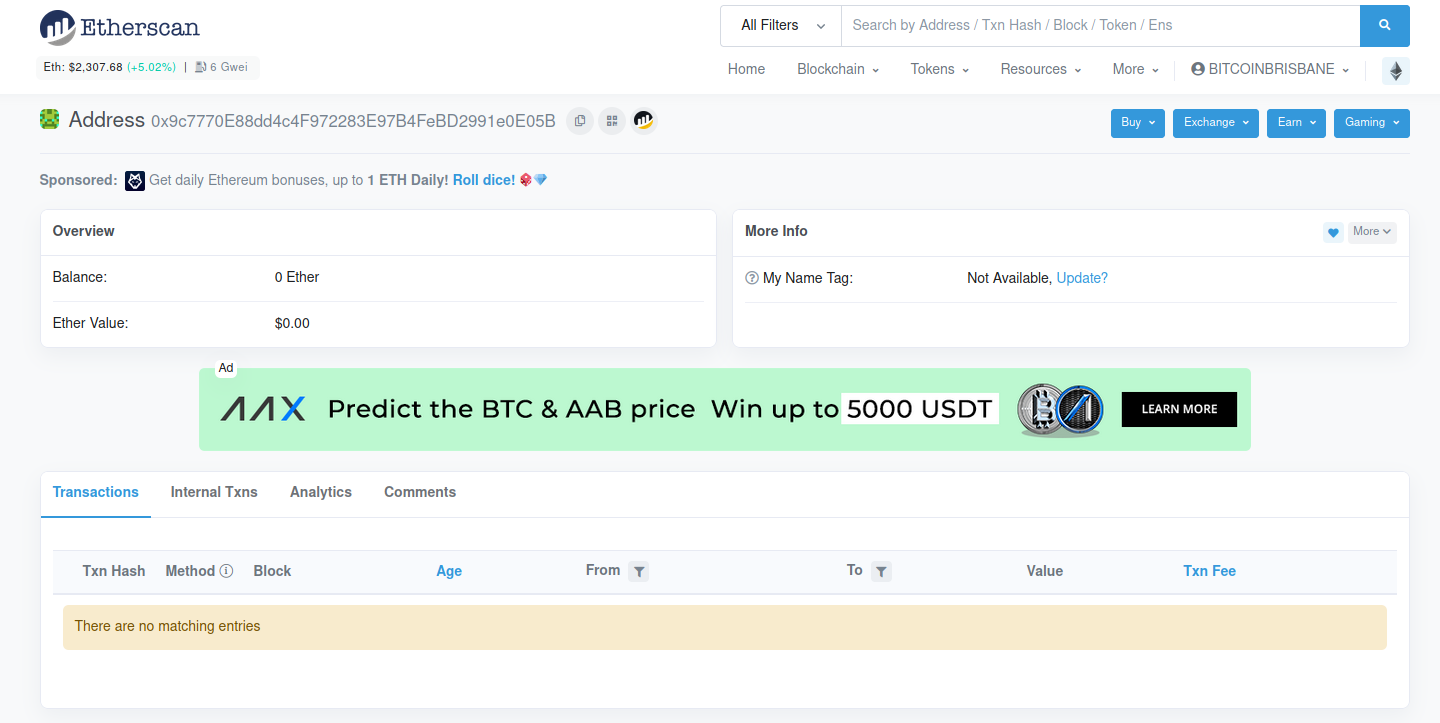 Etherscan
All Filters Search by Address / Txn Hash / Block / Token / Ens
Eth: $2,307.68 (+5.02%) | 6 Gwei
Home Blockchain Tokens Resources More BITCOINBRISBANE
Address 0x9c7770E88dd4c4F972283E97B4FeBD2991e0E05B
Buy Exchange Earn Gaming
Sponsored: Get daily Ethereum bonuses, up to 1 ETH Daily! Roll dice!
Overview
Balance: 0 Ether
Ether Value: $0.00
More Info More
My Name Tag: Not Available, Update?
Ad
AAX Predict the BTC & AAB price Win up to 5000 USDT LEARN MORE
Transactions Internal Txns Analytics Comments
Txn Hash Method Block Age From To Value Txn Fee
There are no matching entries